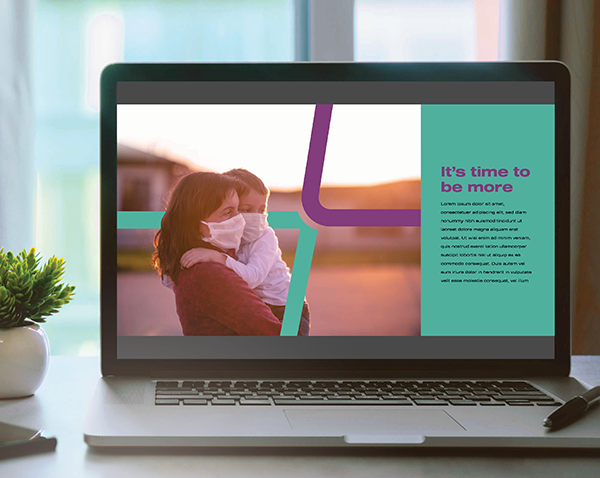 It's time to
be more
Lorem ipsum dolor sit amet,
consectetuer adipiscing elit, sed diam
nonummy nibh euismod tincidunt ut
laoreet dolore magna aliquam erat
volutpat. Ut wisi enim ad minim veniam,
quis nostrud exerci tation ullamcorper
suscipit lobortis nisl ut aliquip ex ea
commodo consequat. Duis autem vel
eum iriure dolor in hendrerit in vulputate
velit esse molestie consequat, vel illum